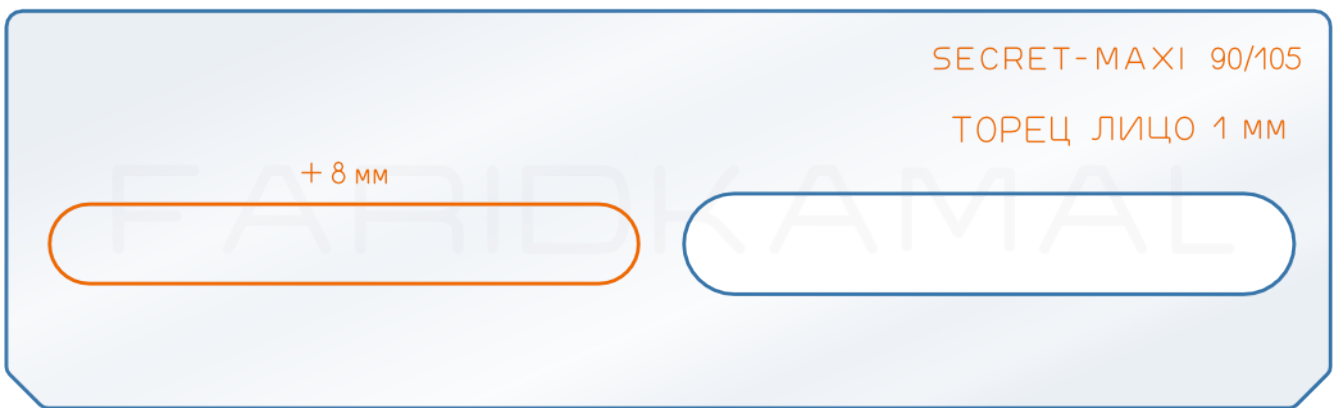 SECRET-MAXI 90/105
ТОРЕЦ ЛИЦО 1 мм
+ 8 мм
FARIDKAMAL